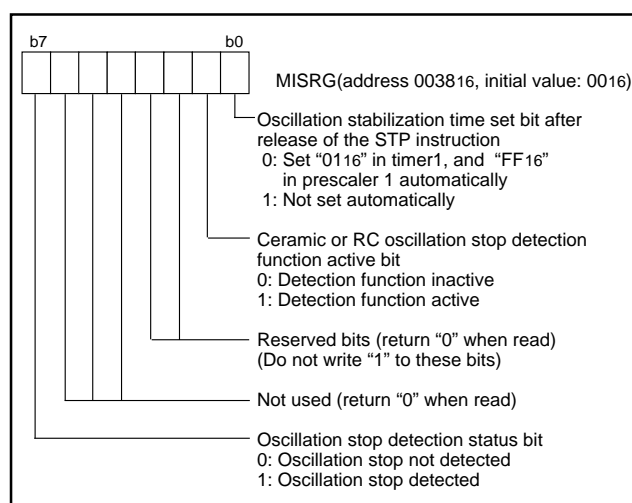 b7 b0
MISRG(address 003816, initial value: 0016)
Oscillation stabilization time set bit after
release of the STP instruction
0: Set “0116” in timer1, and “FF16”
in prescaler 1 automatically
1: Not set automatically
Ceramic or RC oscillation stop detection
function active bit
0: Detection function inactive
1: Detection function active
Reserved bits (return “0” when read)
(Do not write “1” to these bits)
Not used (return “0” when read)
Oscillation stop detection status bit
0: Oscillation stop not detected
1: Oscillation stop detected